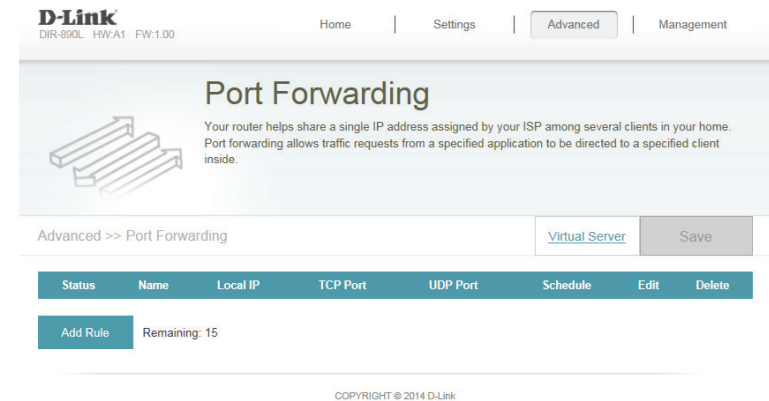 D-Link
DIR-890L HW:A1 FW:1.00
Home | Settings | Advanced | Management
Port Forwarding
Your router helps share a single IP address assigned by your ISP among several clients in your home.
Port forwarding allows traffic requests from a specified application to be directed to a specified client
inside.
Advanced >> Port Forwarding
Virtual Server
Save
Status Name Local IP TCP Port UDP Port Schedule Edit Delete
Add Rule Remaining: 15
COPYRIGHT © 2014 D-Link